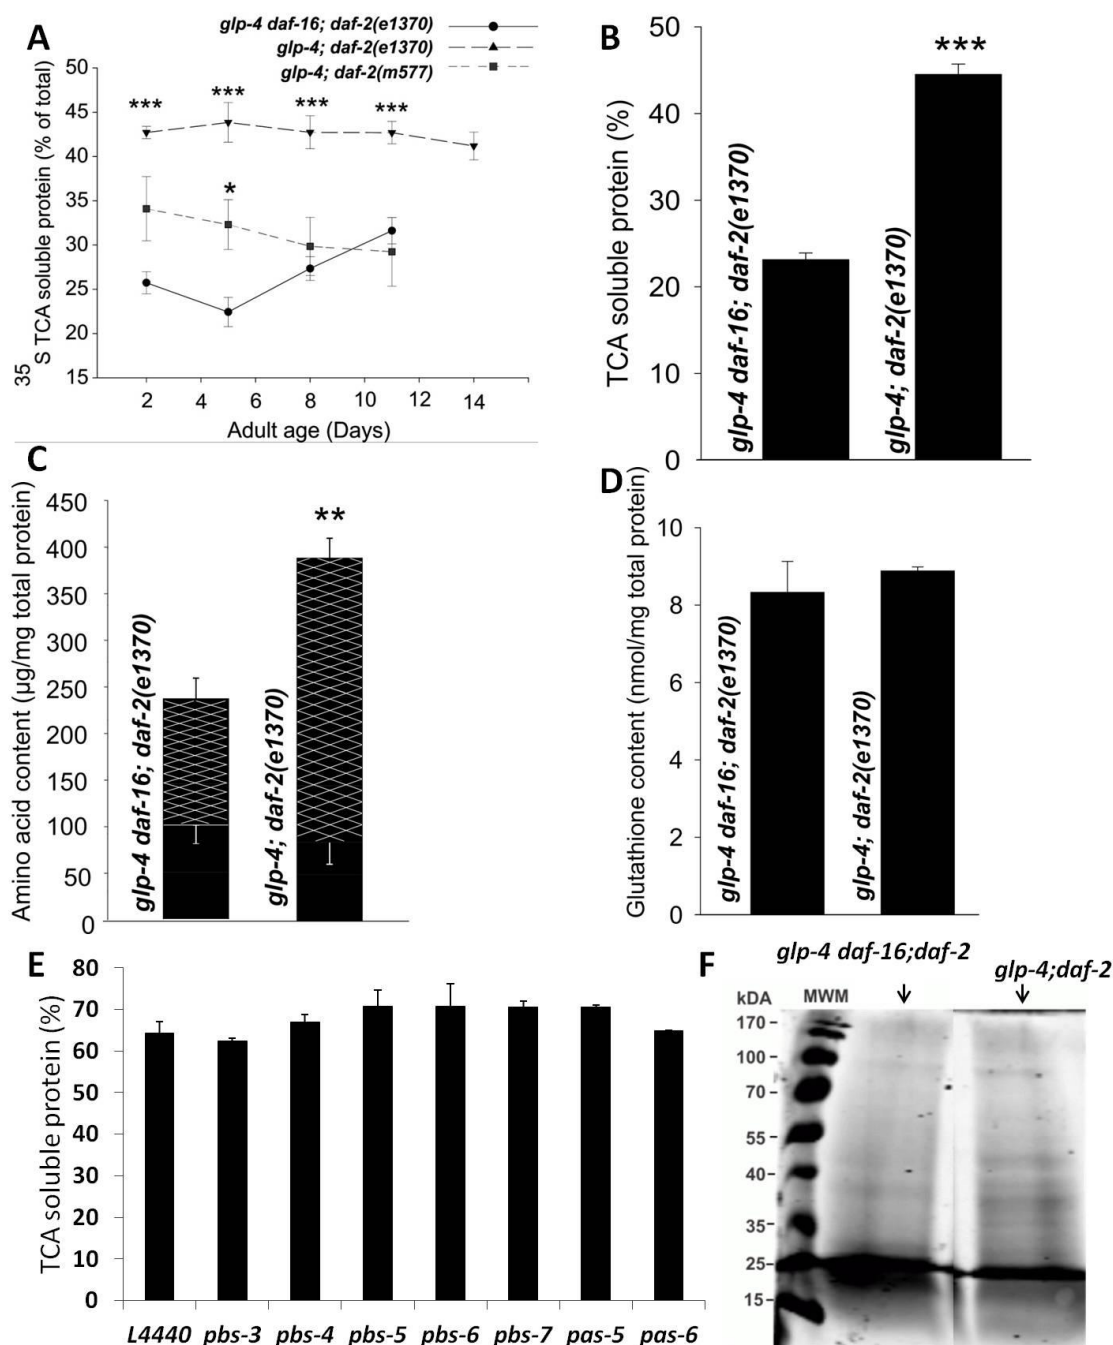 A
glp-4 daf-16; daf-2(e1370)
glp-4; daf-2(e1370)
glp-4; daf-2(m577)
35
S TCA soluble protein (% of total)
50
45
40
35
30
25
20
15
***
***
***
***
*
2
4
6
8
10
12
14
Adult age (Days)
B
TCA soluble protein (%)
50
40
30
20
10
0
***
glp-4 daf-16; daf-2(e1370)
glp-4; daf-2(e1370)
C
Amino acid content (µg/mg total protein)
450
400
350
300
250
200
150
100
50
0
**
glp-4 daf-16; daf-2(e1370)
glp-4; daf-2(e1370)
D
Glutathione content (nmol/mg total protein)
10
8
6
4
2
0
glp-4 daf-16; daf-2(e1370)
glp-4; daf-2(e1370)
E
TCA soluble protein (%)
80
70
60
50
40
30
20
10
0
L4440 pbs-3 pbs-4 pbs-5 pbs-6 pbs-7 pas-5 pas-6
F
glp-4 daf-16;daf-2
glp-4;daf-2
kDA MWM
170
100
70
55
40
35
25
15